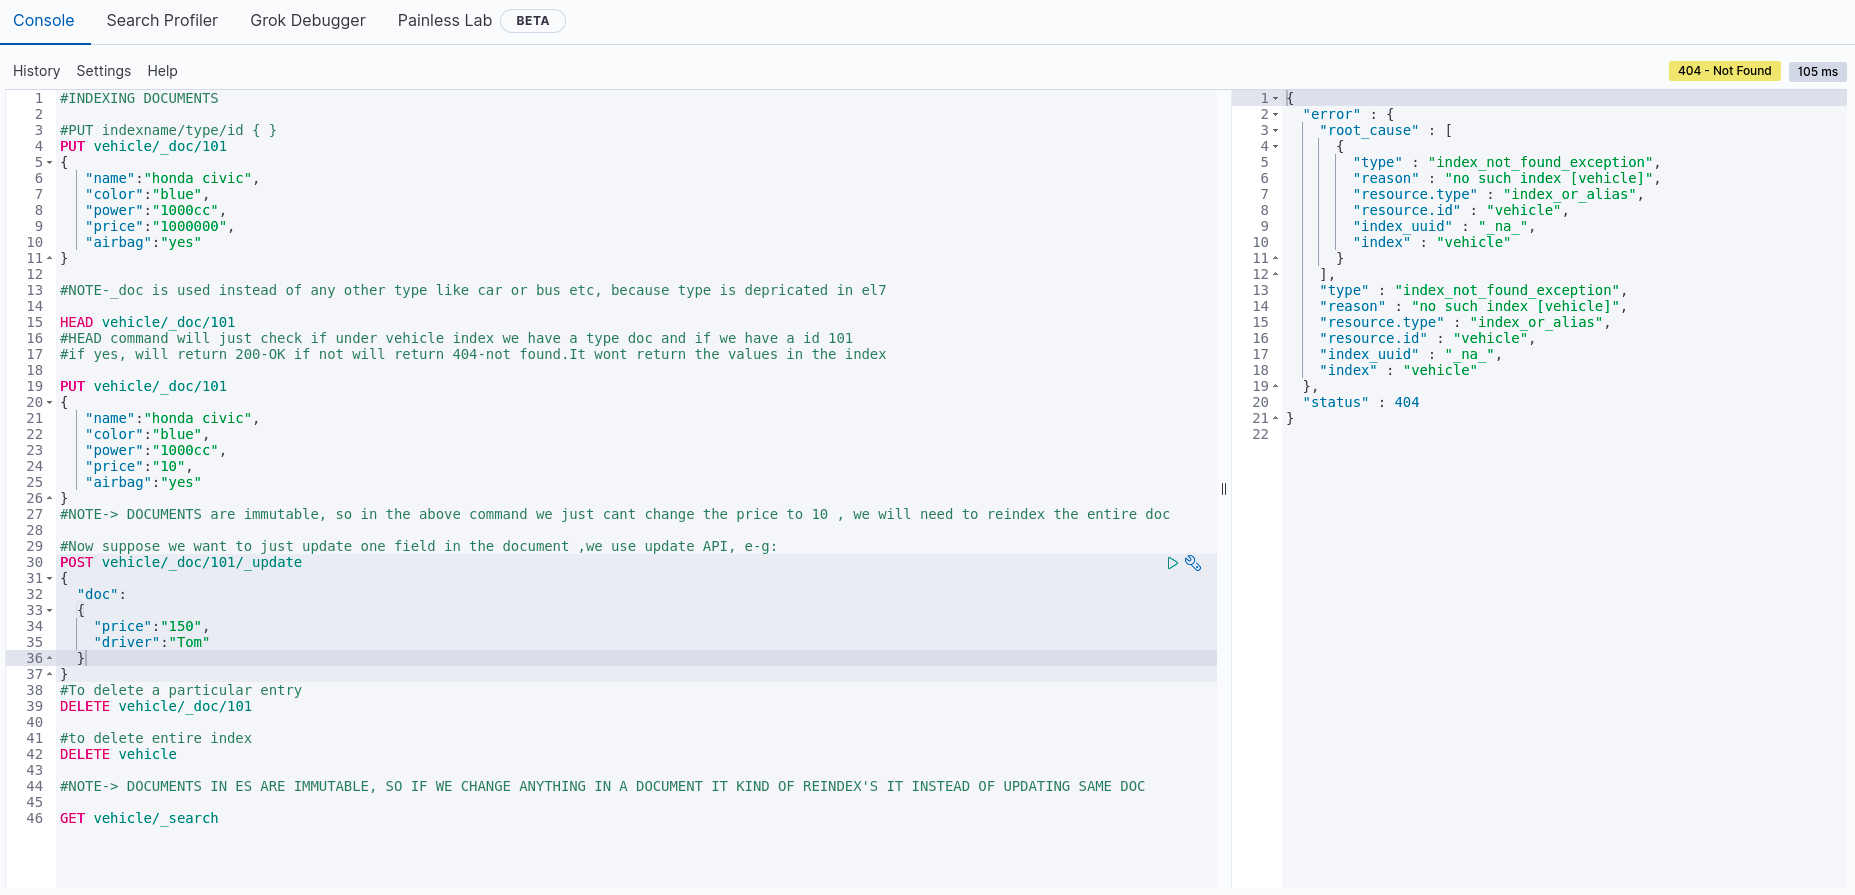 Console Search Profiler Grok Debugger Painless Lab BETA
History Settings Help 404 - Not Found 105 ms
1 #INDEXING DOCUMENTS
2
3 #PUT indexname/type/id { }
4 PUT vehicle/_doc/101
5 {
6 "name":"honda civic",
7 "color":"blue",
8 "power":"1000cc",
9 "price":"1000000",
10 "airbag":"yes"
11 }
12
13 #NOTE-_doc is used instead of any other type like car or bus etc, because type is depricated in el7
14
15 HEAD vehicle/_doc/101
16 #HEAD command will just check if under vehicle index we have a type doc and if we have a id 101
17 #if yes, will return 200-OK if not will return 404-not found.It wont return the values in the index
18
19 PUT vehicle/_doc/101
20 {
21 "name":"honda civic",
22 "color":"blue",
23 "power":"1000cc",
24 "price":"10",
25 "airbag":"yes"
26 }
27 #NOTE-> DOCUMENTS are immutable, so in the above command we just cant change the price to 10 , we will need to reindex the entire doc
28
29 #Now suppose we want to just update one field in the document ,we use update API, e-g:
30 POST vehicle/_doc/101/_update
31 {
32 "doc":
33 {
34 "price":"150",
35 "driver":"Tom"
36 }
37 }
38 #To delete a particular entry
39 DELETE vehicle/_doc/101
40
41 #to delete entire index
42 DELETE vehicle
43
44 #NOTE-> DOCUMENTS IN ES ARE IMMUTABLE, SO IF WE CHANGE ANYTHING IN A DOCUMENT IT KIND OF REINDEX'S IT INSTEAD OF UPDATING SAME DOC
45
46 GET vehicle/_search
1 {
2 "error" : {
3 "root_cause" : [
4 {
5 "type" : "index_not_found_exception",
6 "reason" : "no such index [vehicle]",
7 "resource.type" : "index_or_alias",
8 "resource.id" : "vehicle",
9 "index_uuid" : "_na_",
10 "index" : "vehicle"
11 }
12 ],
13 "type" : "index_not_found_exception",
14 "reason" : "no such index [vehicle]",
15 "resource.type" : "index_or_alias",
16 "resource.id" : "vehicle",
17 "index_uuid" : "_na_",
18 "index" : "vehicle"
19 },
20 "status" : 404
21 }
22